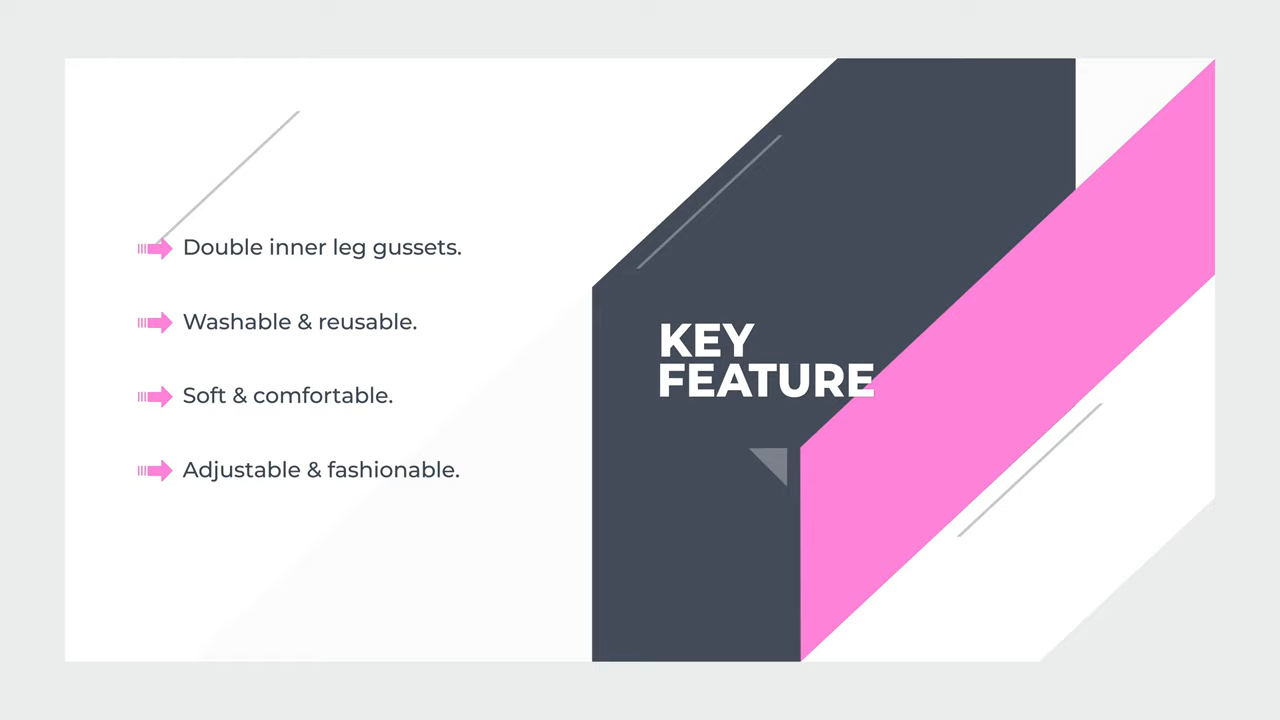 Double inner leg gussets.
Washable & reusable.
Soft & comfortable.
Adjustable & fashionable.
KEY
FEATURE